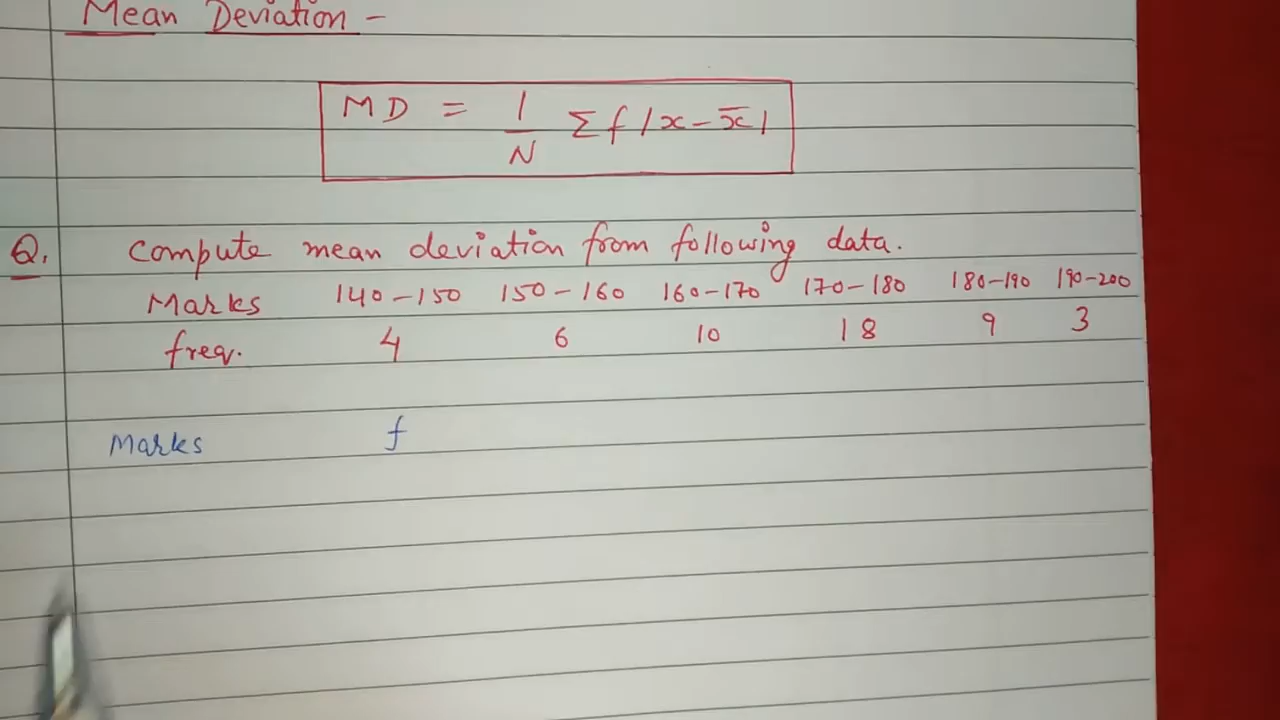 Mean Deviation -
MD = 1/N Σf|x-x̄|
Q. Compute mean deviation from following data.
Marks 140-150 150-160 160-170 170-180 180-190 190-200
freq. 4 6 10 18 9 3
Marks f